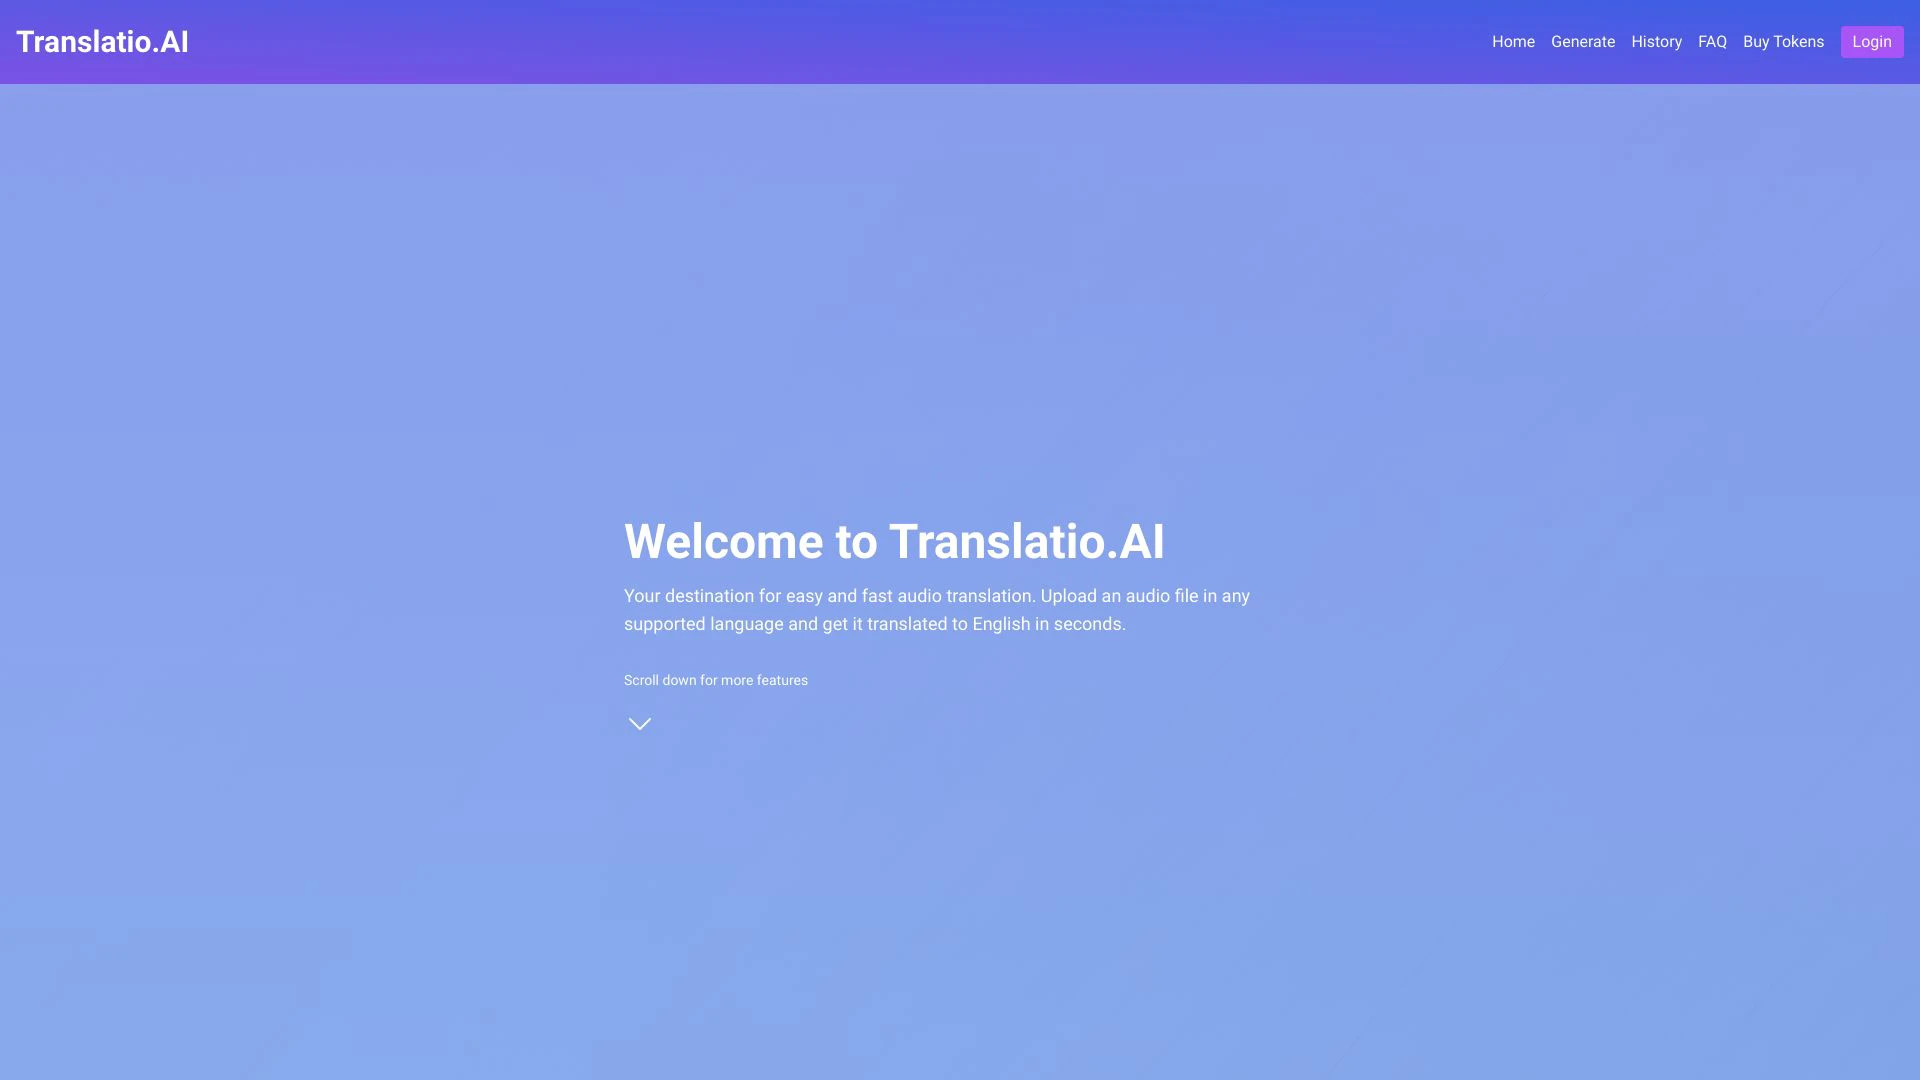 Translatio.AI
Home Generate History FAQ Buy Tokens Login
Welcome to Translatio.AI
Your destination for easy and fast audio translation. Upload an audio file in any
supported language and get it translated to English in seconds.
Scroll down for more features